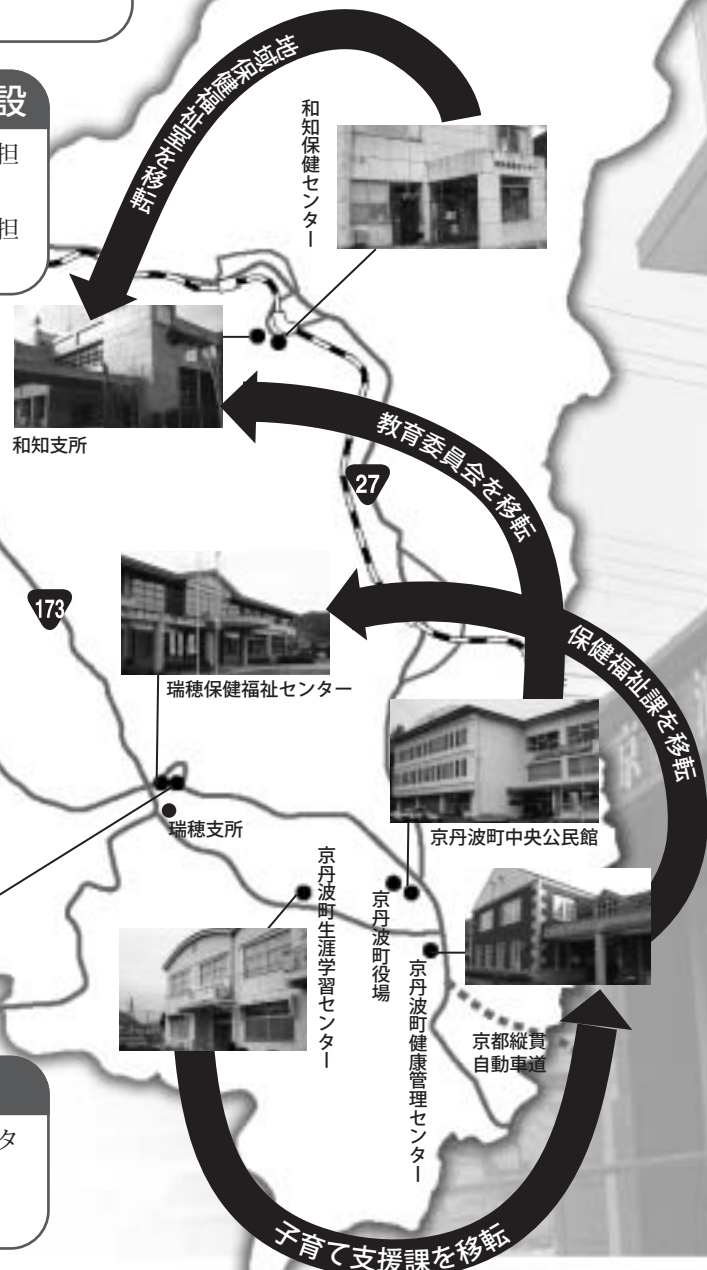 設
担
担
地域保健福祉室を移転
和知保健センター
和知支所
教育委員会を移転
27
173
瑞穂保健福祉センター
保健福祉課を移転
京丹波町中央公民館
瑞穂支所
京丹波町生涯学習センター
京丹波町役場
京丹波町健康管理センター
京都縦貫
自動車道
タ
子育て支援課を移転
京